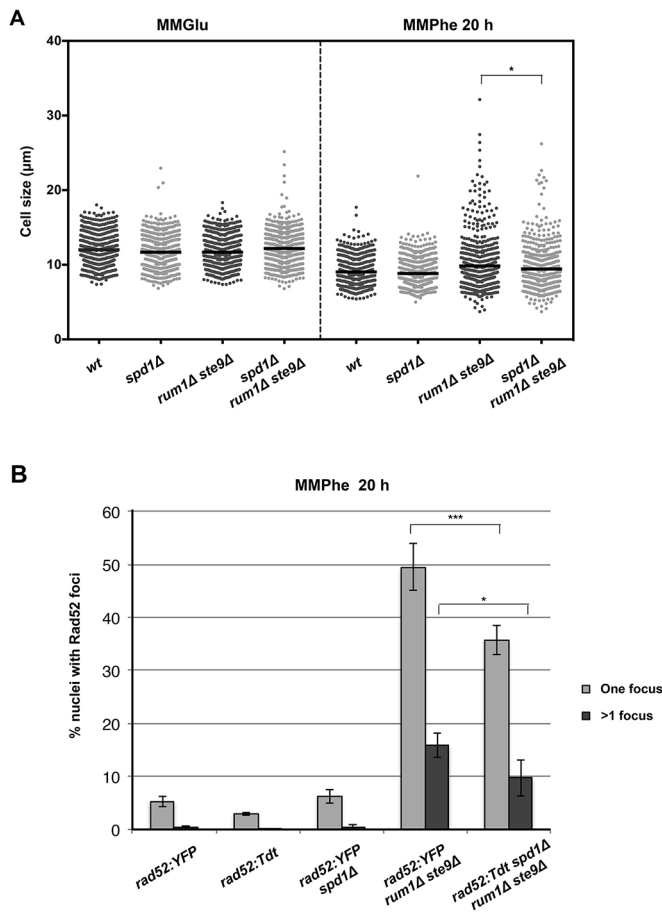 A
MMGlu MMPhe 20 h
40
30
20
10
0
Cell size (µm)
*
wt
spd1Δ
rum1Δ ste9Δ
spd1Δ
rum1Δ ste9Δ
wt
spd1Δ
rum1Δ ste9Δ
spd1Δ
rum1Δ ste9Δ
B
MMPhe 20 h
60
50
40
30
20
10
0
% nuclei with Rad52 foci
***
*
One focus
>1 focus
rad52:YFP
rad52:Tdt
rad52:YFP
spd1Δ
rad52:YFP
rum1Δ ste9Δ
rad52:Tdt spd1Δ
rum1Δ ste9Δ